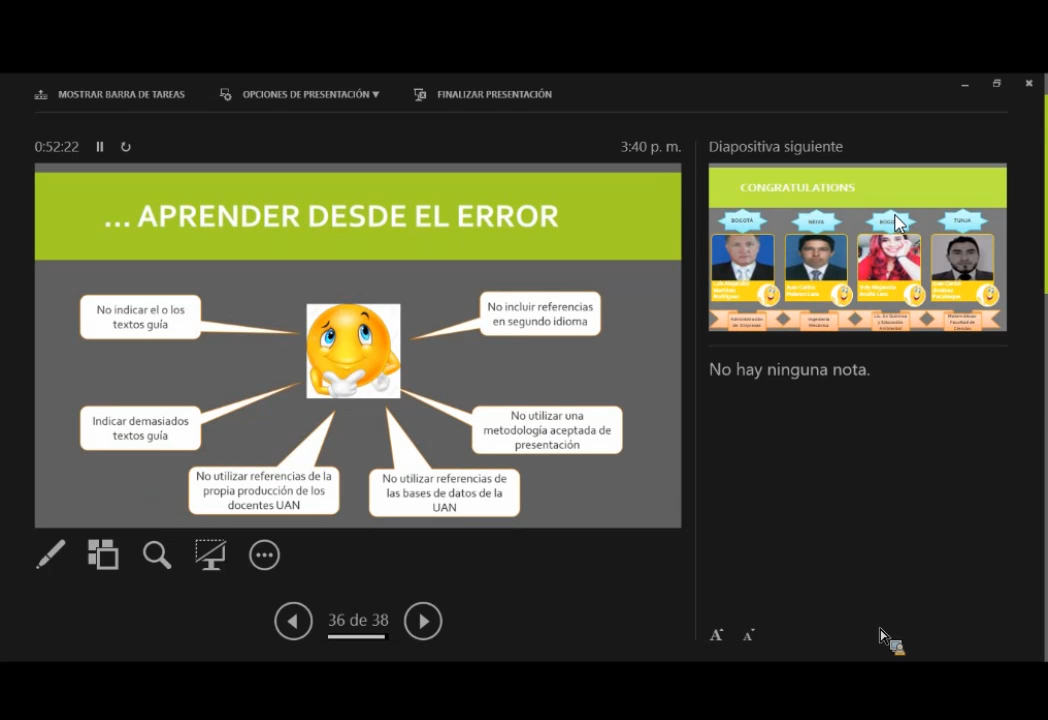 MOSTRAR BARRA DE TAREAS
OPCIONES DE PRESENTACIÓN ▼
FINALIZAR PRESENTACIÓN
0:52:22
3:40 p. m.
... APRENDER DESDE EL ERROR
No indicar el o los
textos guía
No incluir referencias
en segundo idioma
Indicar demasiados
textos guía
No utilizar una
metodología aceptada de
presentación
No utilizar referencias de la
propia producción de los
docentes UAN
No utilizar referencias de
las bases de datos de la
UAN
36 de 38
Diapositiva siguiente
CONGRATULATIONS
BOGOTÁ
NEIVA
TUNJA
No hay ninguna nota.
A
A